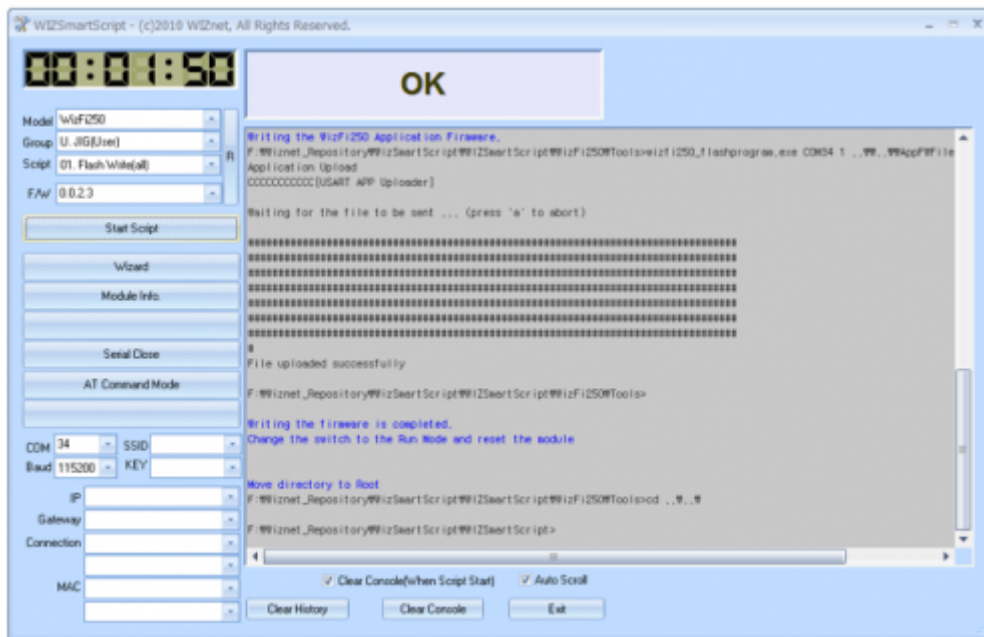 WIZSmartScript - (c)2010 WIZnet, All Rights Reserved.
00:01:50
OK
Model WizFi250
Group U. JIG(User)
Script 01. Flash Write(all)
R
F/W 0.0.2.3
Start Script
Wizard
Module Info.
Serial Close
AT Command Mode
COM 34 SSID
Baud 115200 KEY
IP
Gateway
Connection
MAC
Writing the WizFi250 Application Firmware.
F:₩Wiznet_Repository₩WizSmartScript₩WIZSmartScript₩WizFi250₩Tools>wizfi250_flashprogram.exe COM34 1 ..₩..₩App₩File
Application Upload
CCCCCCCCCCC[USART APP Uploader]
Waiting for the file to be sent ... (press 'a' to abort)
################################################################################
################################################################################
################################################################################
################################################################################
################################################################################
################################################################################
################################################################################
#
File uploaded successfully
F:₩Wiznet_Repository₩WizSmartScript₩WIZSmartScript₩WizFi250₩Tools>
Writing the firmware is completed.
Change the switch to the Run Mode and reset the module
Move directory to Root
F:₩Wiznet_Repository₩WizSmartScript₩WIZSmartScript₩WizFi250₩Tools>cd ..₩..₩
F:₩Wiznet_Repository₩WizSmartScript₩WIZSmartScript>
Clear Console(When Script Start) Auto Scroll
Clear History Clear Console Exit